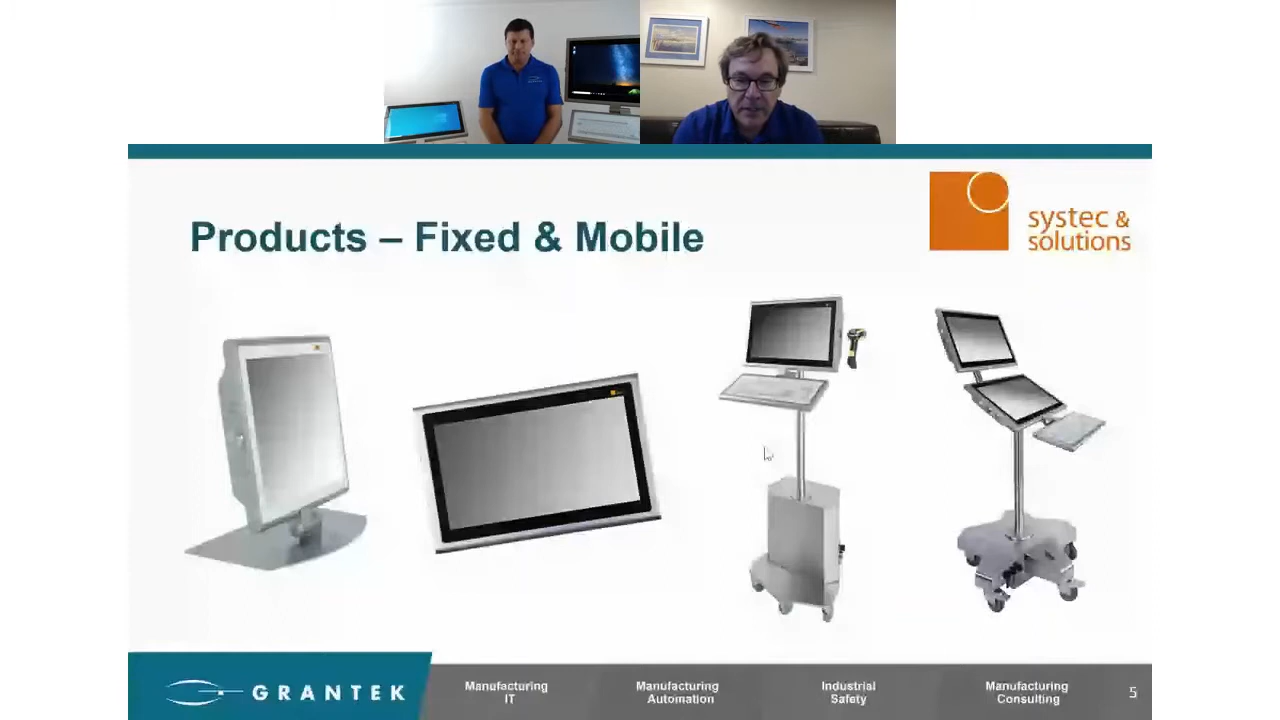 Products – Fixed & Mobile
systec &
solutions
GRANTEK
Manufacturing
IT
Manufacturing
Automation
Industrial
Safety
Manufacturing
Consulting
5